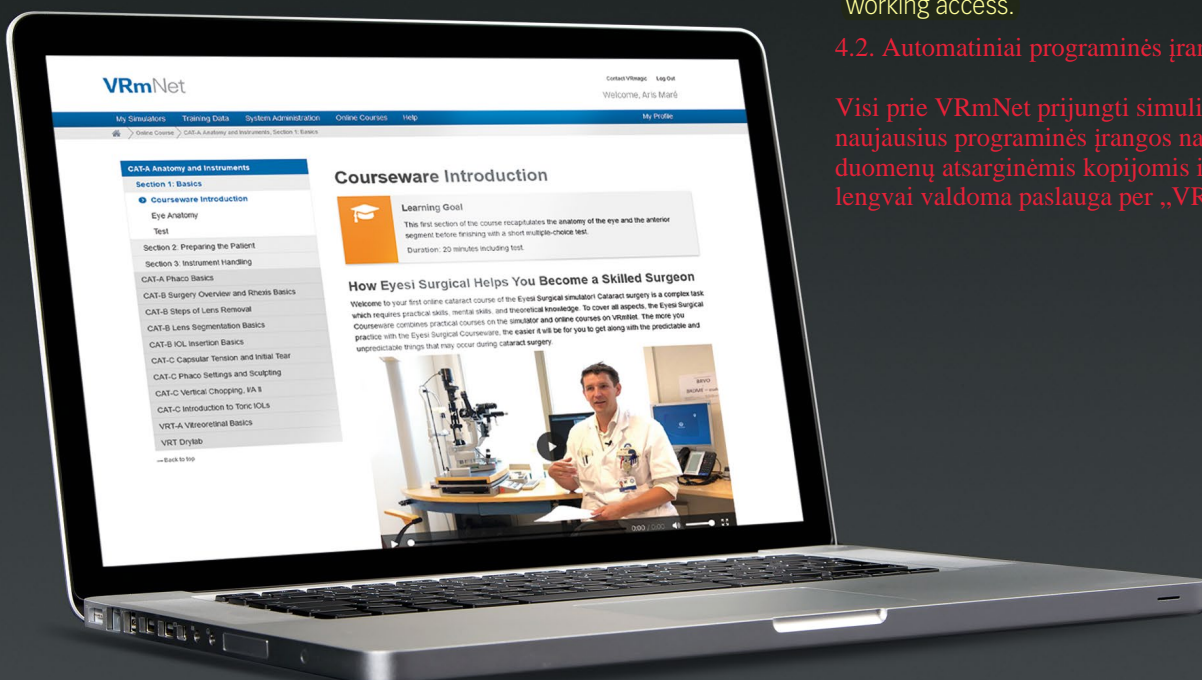 working access.
4.2. Automatiniai programinės įran
Visi prie VRmNet prijungti simuli
naujausius programinės įrangos na
duomenų atsarginėmis kopijomis i
lengvai valdoma paslauga per „VR
VRmNet
Contact VRmagic Log Out
Welcome, Aris Maré
My Simulators Training Data System Administration Online Courses Help My Profile
Online Course CAT-A Anatomy and Instruments, Section 1: Basics
CAT-A Anatomy and Instruments
Section 1: Basics
Courseware Introduction
Eye Anatomy
Test
Section 2: Preparing the Patient
Section 3: Instrument Handling
CAT-A Phaco Basics
CAT-B Surgery Overview and Rhexis Basics
CAT-B Steps of Lens Removal
CAT-B Lens Segmentation Basics
CAT-B IOL Insertion Basics
CAT-C Capsular Tension and Initial Tear
CAT-C Phaco Settings and Sculpting
CAT-C Vertical Chopping, I/A II
CAT-C Introduction to Toric IOLs
VRT-A Vitreoretinal Basics
VRT Drylab
Back to top
Courseware Introduction
Learning Goal
This first section of the course recapitulates the anatomy of the eye and the anterior
segment before finishing with a short multiple-choice test.
Duration: 20 minutes including test.
How Eyesi Surgical Helps You Become a Skilled Surgeon
Welcome to your first online cataract course of the Eyesi Surgical simulator! Cataract surgery is a complex task
which requires practical skills, mental skills, and theoretical knowledge. To cover all aspects, the Eyesi Surgical
Courseware combines practical courses on the simulator and online courses on VRmNet. The more you
practice with the Eyesi Surgical Courseware, the easier it will be for you to get along with the predictable and
unpredictable things that may occur during cataract surgery.
0:00 / 0:00